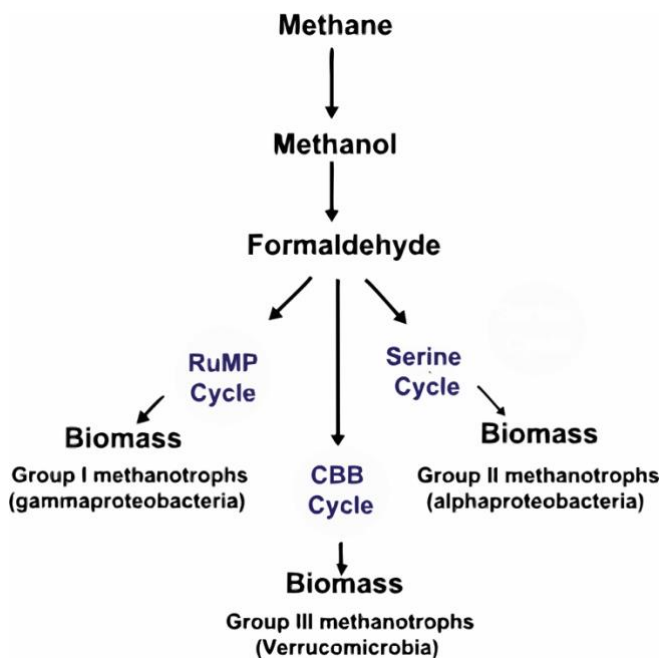 Methane
Methanol
Formaldehyde
RuMP
Cycle
Serine
Cycle
Biomass
Group I methanotrophs
(gammaproteobacteria)
Biomass
Group II methanotrophs
(alphaproteobacteria)
CBB
Cycle
Biomass
Group III methanotrophs
(Verrucomicrobia)